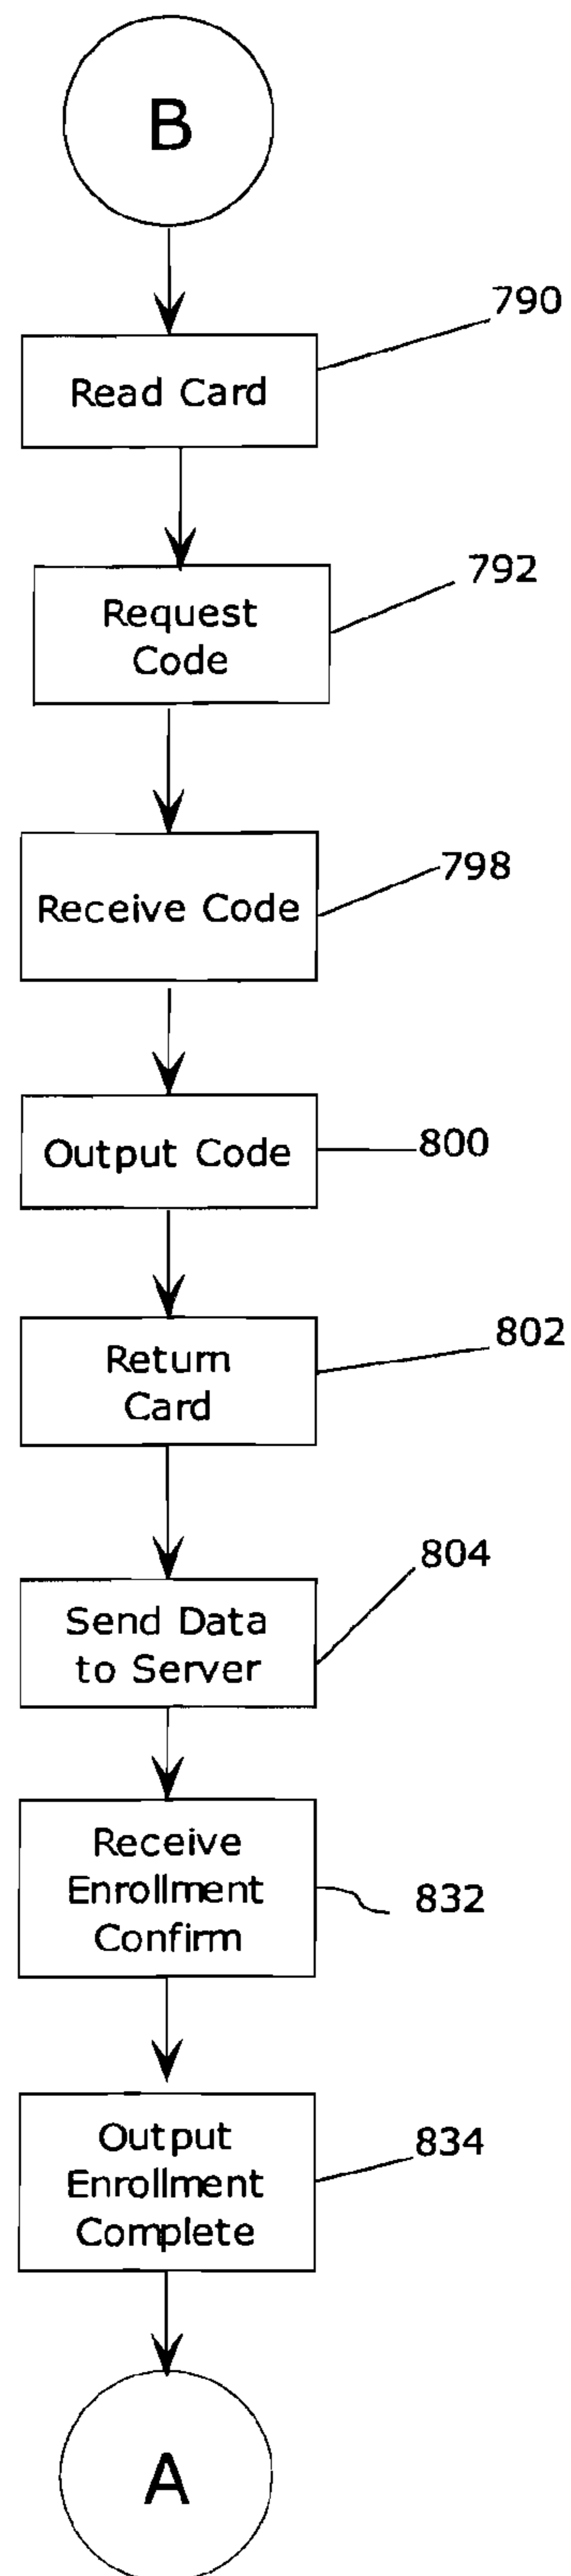 B
790
Read Card
792
Request
Code
798
Receive Code
800
Output Code
802
Return
Card
804
Send Data
to Server
832
Receive
Enrollment
Confirm
834
Output
Enrollment
Complete
A